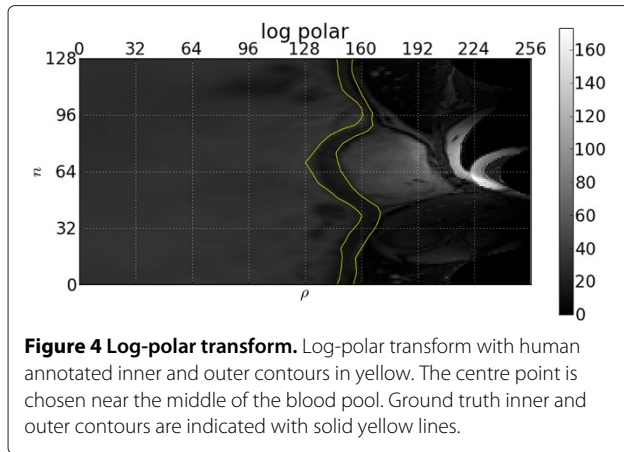 log polar
0 32 64 96 128 160 192 224 256
128
96
64
32
0
n
ρ
160
140
120
100
80
60
40
20
0
Figure 4 Log-polar transform. Log-polar transform with human
annotated inner and outer contours in yellow. The centre point is
chosen near the middle of the blood pool. Ground truth inner and
outer contours are indicated with solid yellow lines.